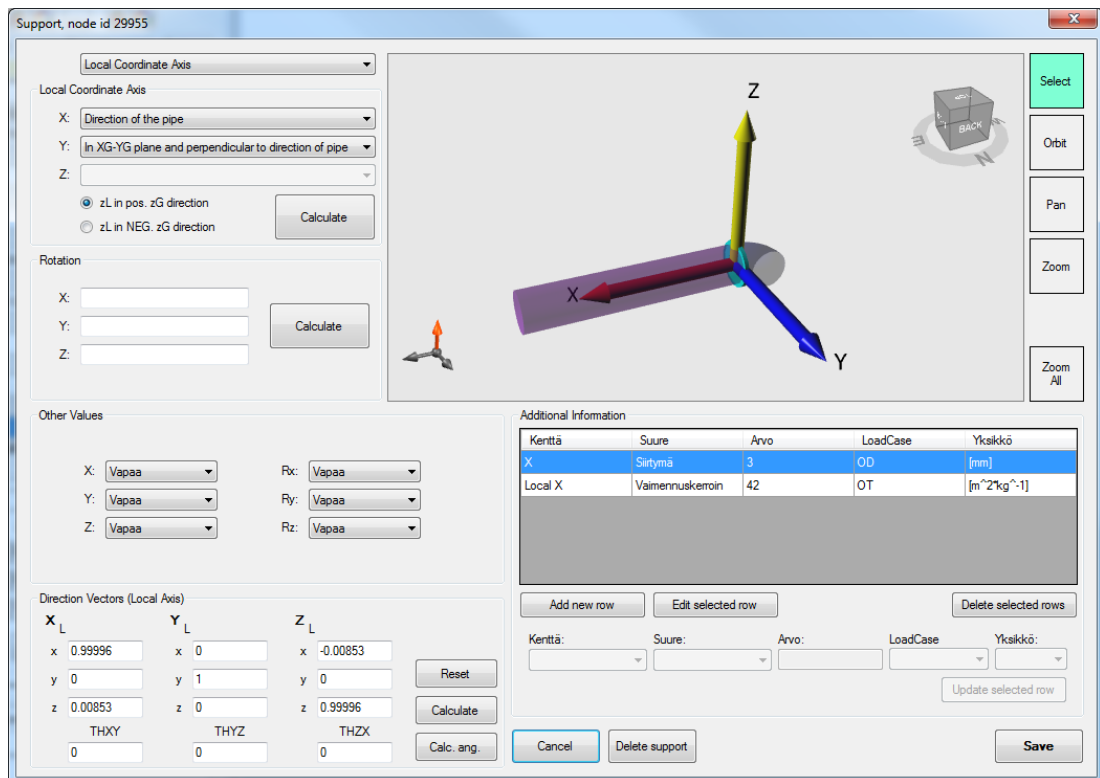 Support, node id 29955
Local Coordinate Axis
Local Coordinate Axis
X: Direction of the pipe
Y: In XG-YG plane and perpendicular to direction of pipe
Z:
zL in pos. zG direction
zL in NEG. zG direction
Calculate
Rotation
X:
Y:
Z:
Calculate
Z
X
Y
BACK
E
N
Select
Orbit
Pan
Zoom
Zoom
All
Other Values
X: Vapaa Rx: Vapaa
Y: Vapaa Ry: Vapaa
Z: Vapaa Rz: Vapaa
Additional Information
Kenttä Suure Arvo LoadCase Yksikkö
X Siirtymä 3 OD [mm]
Local X Vaimennuskerroin 42 OT [m^2*kg^-1]
Add new row Edit selected row Delete selected rows
Kenttä: Suure: Arvo: LoadCase Yksikkö:
Update selected row
Direction Vectors (Local Axis)
X L Y L Z L
x 0.99996 x 0 x -0.00853
y 0 y 1 y 0
z 0.00853 z 0 z 0.99996
THXY THYZ THZX
0 0 0
Reset
Calculate
Calc. ang.
Cancel Delete support Save